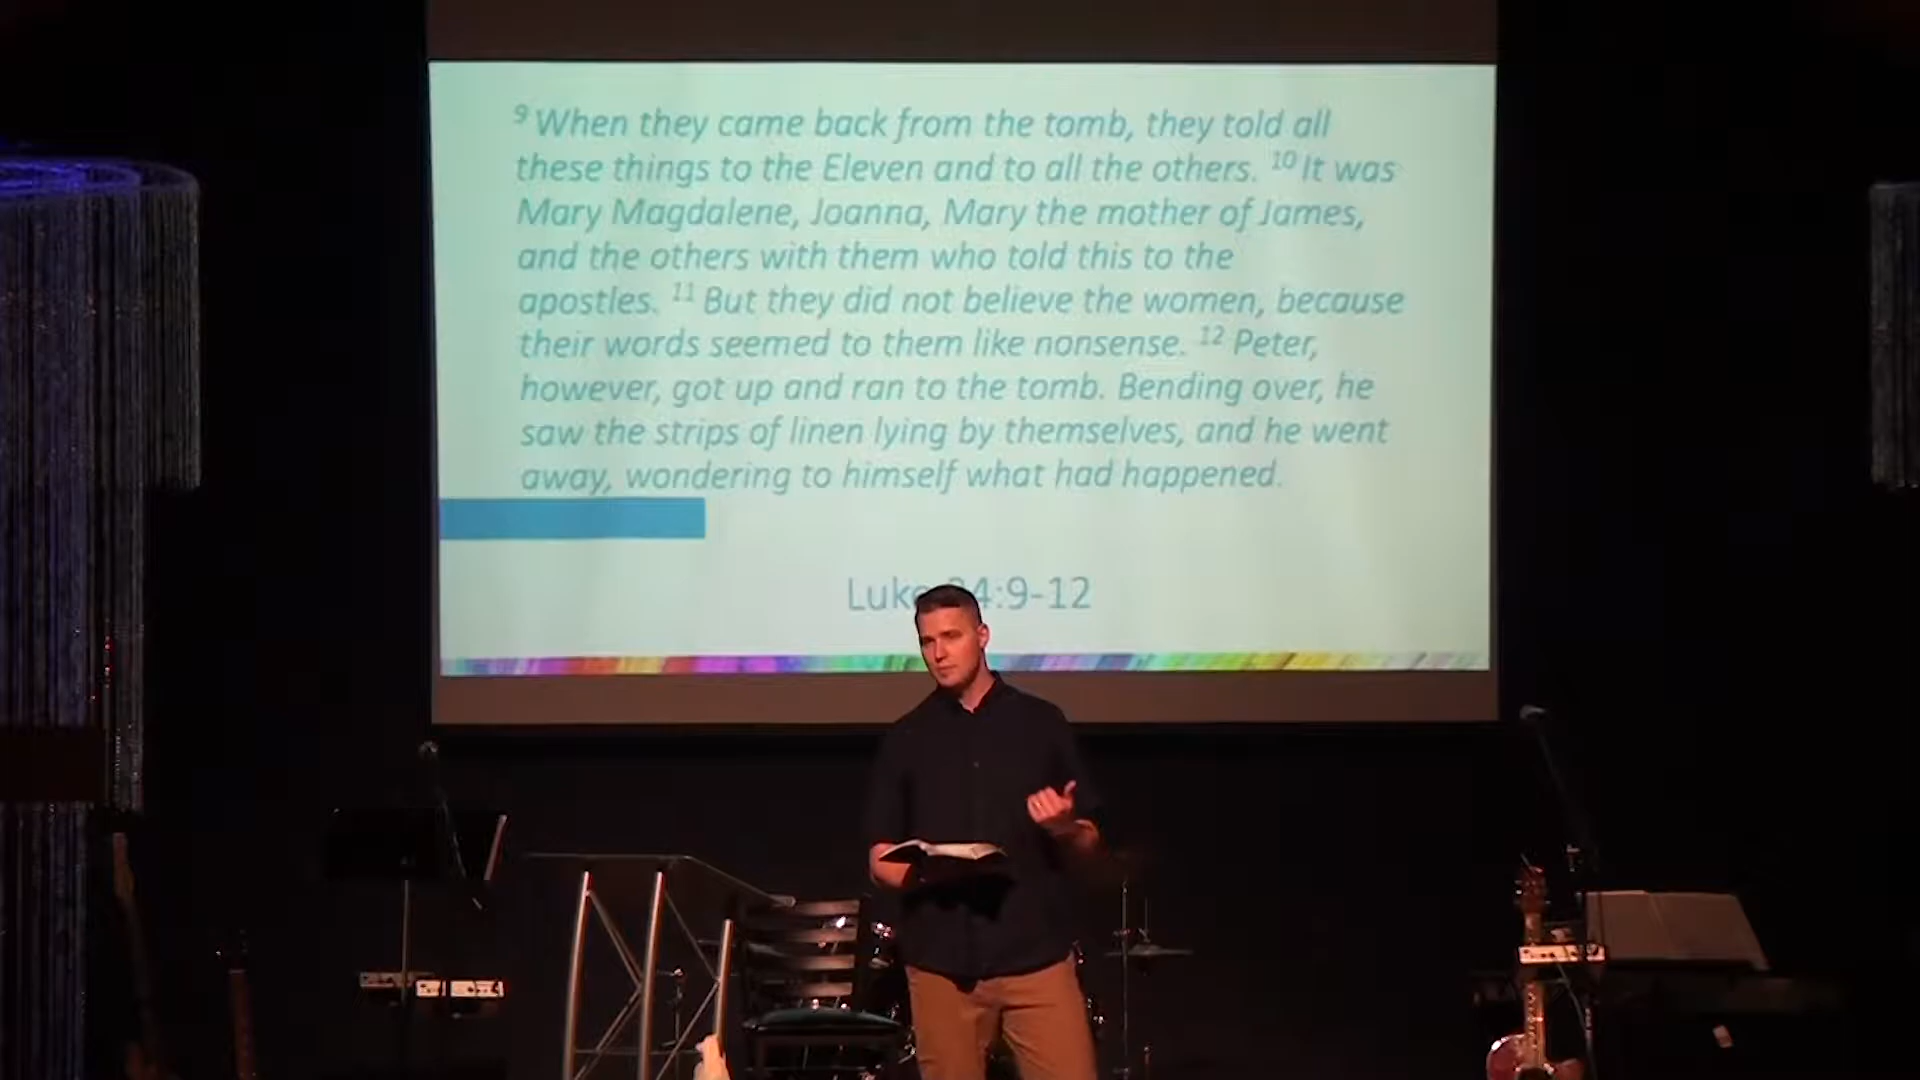 9 When they came back from the tomb, they told all
these things to the Eleven and to all the others. 10 It was
Mary Magdalene, Joanna, Mary the mother of James,
and the others with them who told this to the
apostles. 11 But they did not believe the women, because
their words seemed to them like nonsense. 12 Peter,
however, got up and ran to the tomb. Bending over, he
saw the strips of linen lying by themselves, and he went
away, wondering to himself what had happened.
Luke 24:9-12